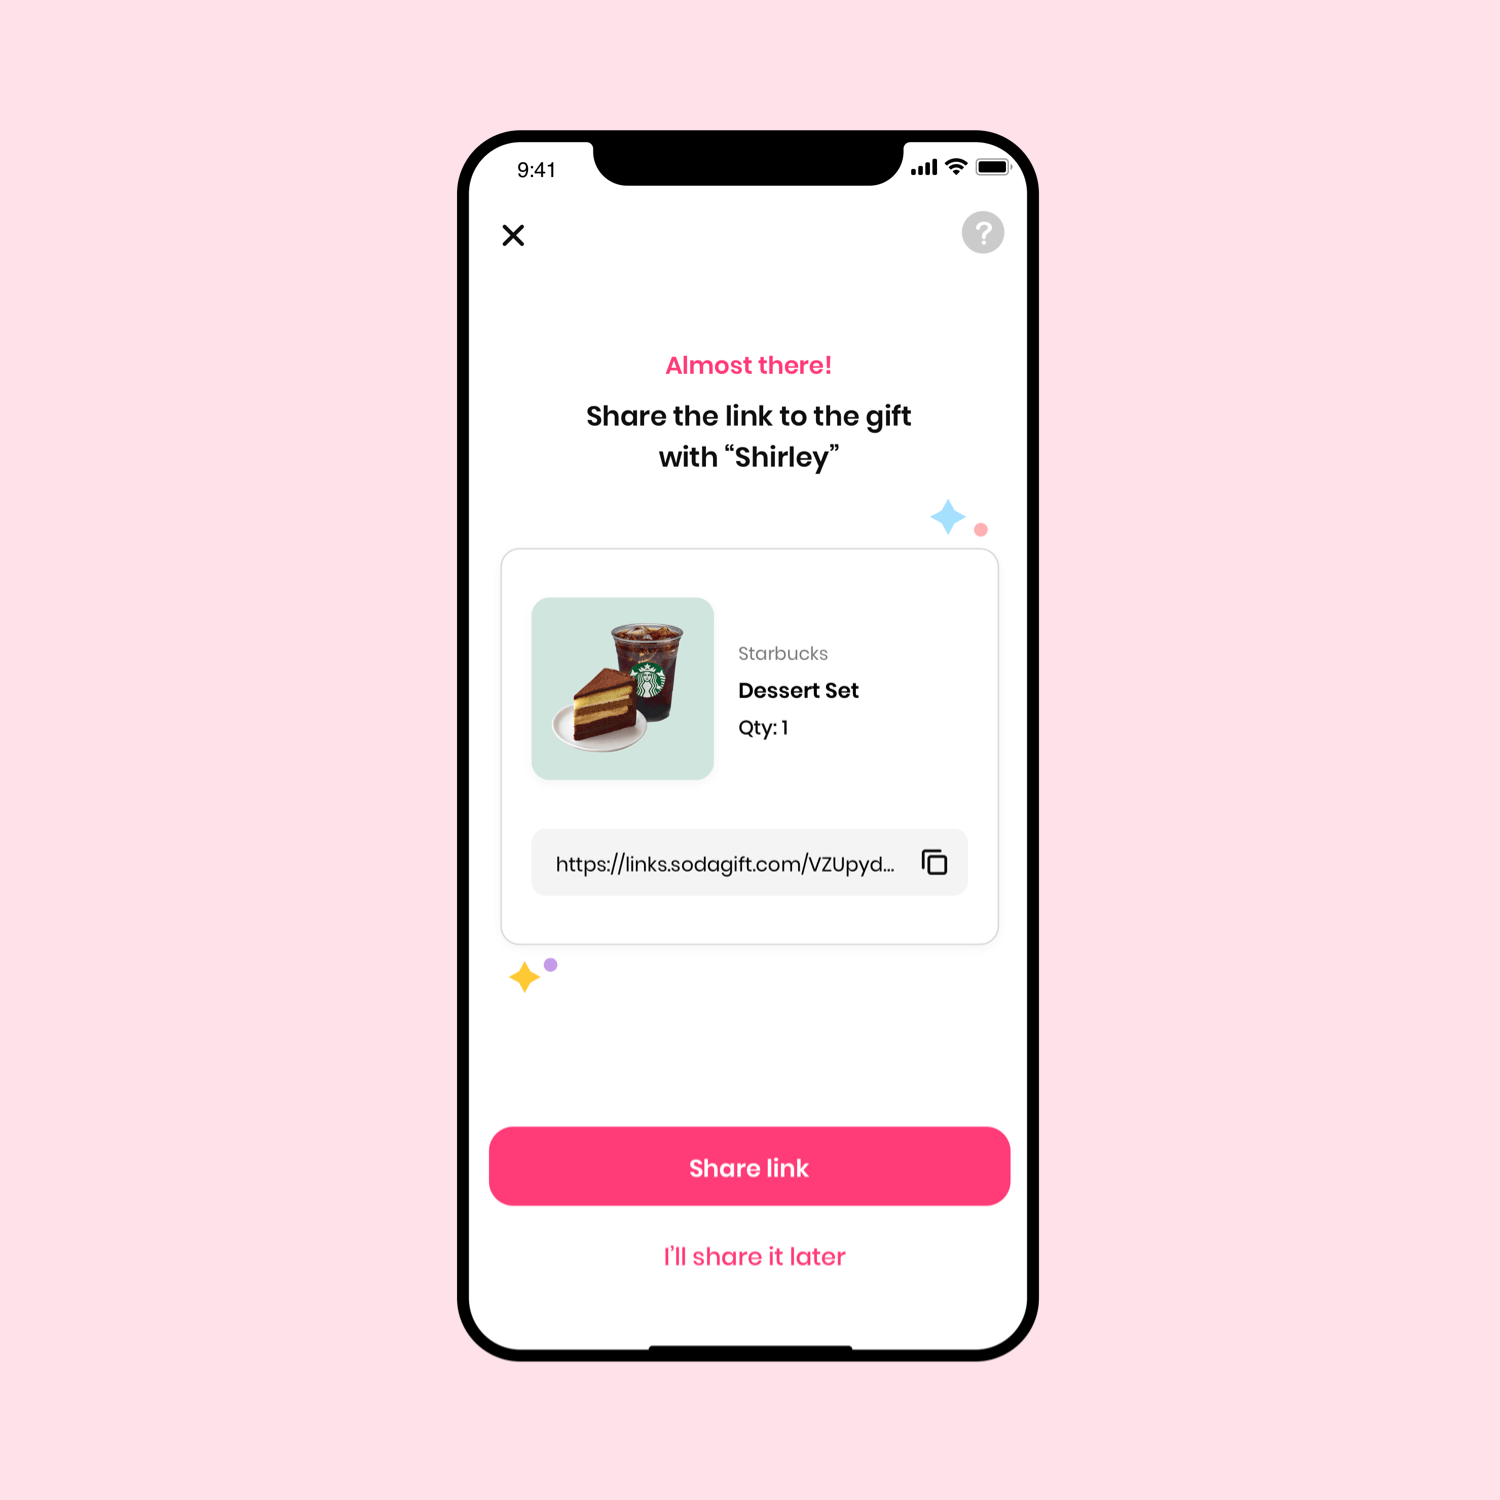 9:41
?
Almost there!
Share the link to the gift
with “Shirley”
Starbucks
Dessert Set
Qty: 1
https://links.sodagift.com/VZUpyd...
Share link
I'll share it later